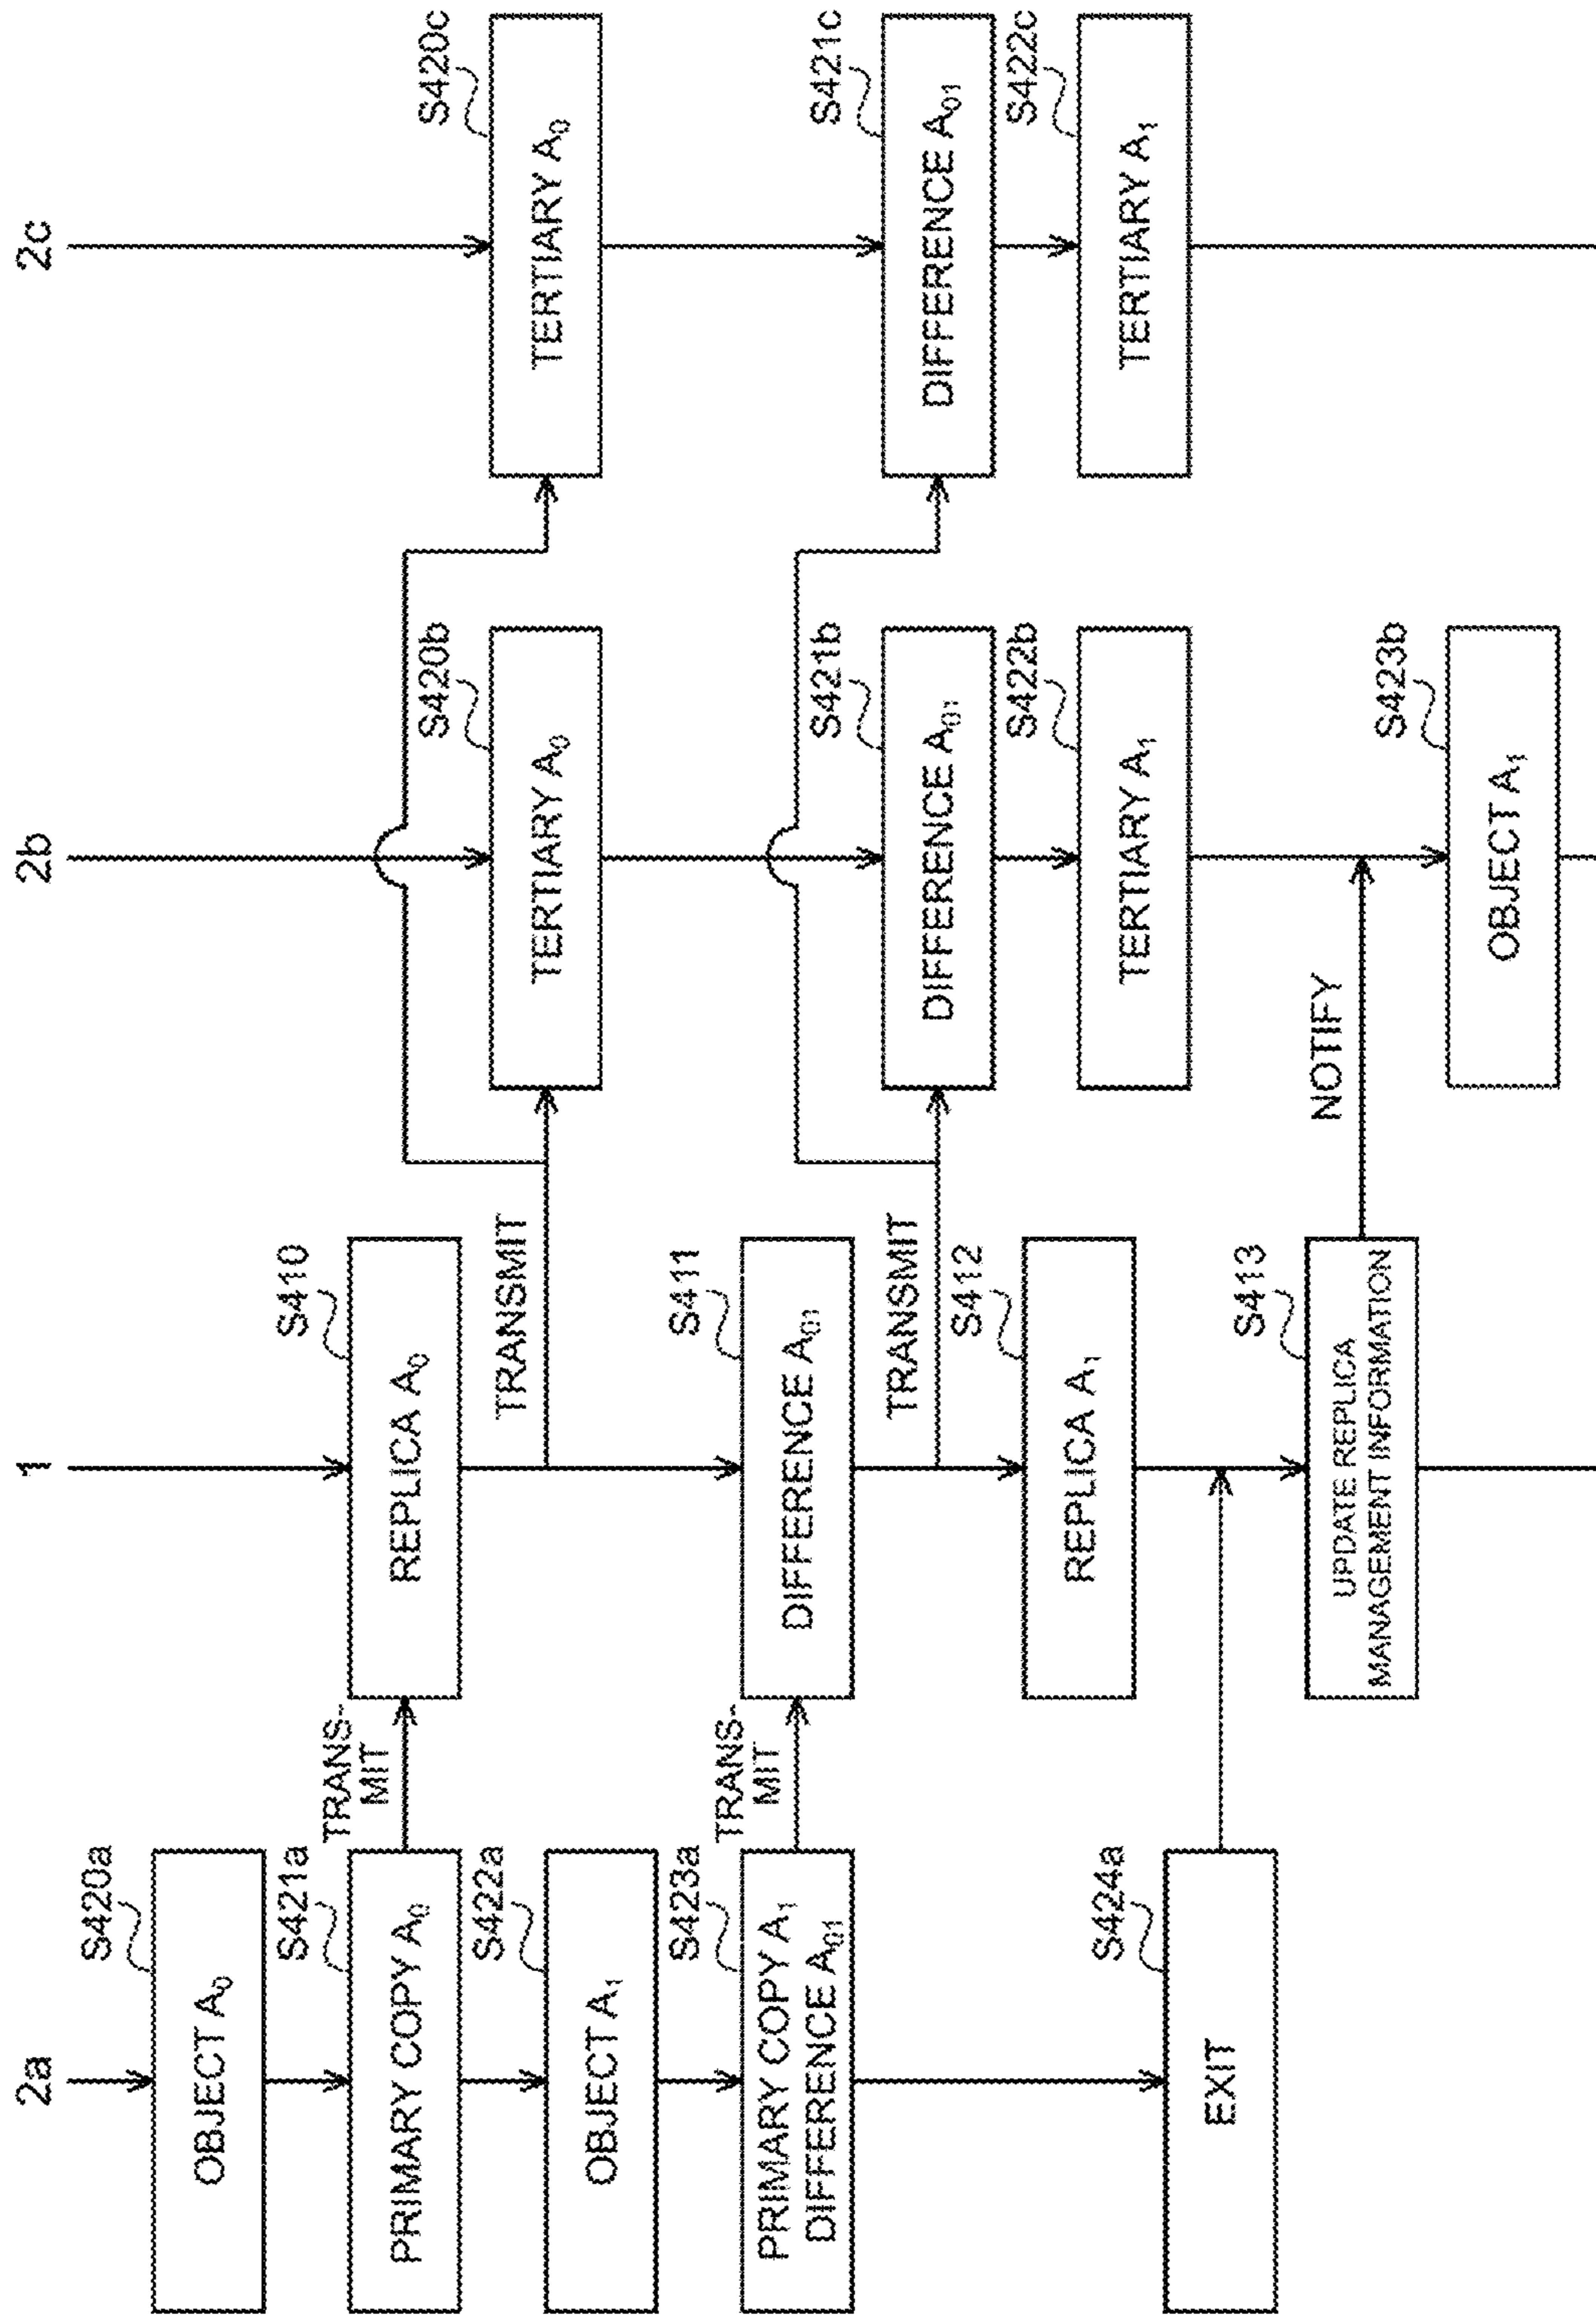 2a
S420a
OBJECT A₀
S421a
PRIMARY COPY A₀
TRANS-
MIT
S422a
OBJECT A₁
S423a
PRIMARY COPY A₁
DIFFERENCE A₀₁
TRANS-
MIT
S424a
EXIT
1
S410
REPLICA A₀
TRANSMIT
S411
DIFFERENCE A₀₁
TRANSMIT
S412
REPLICA A₁
S413
UPDATE REPLICA
MANAGEMENT INFORMATION
NOTIFY
2b
S420b
TERTIARY A₀
S421b
DIFFERENCE A₀₁
S422b
TERTIARY A₁
S423b
OBJECT A₁
2c
S420c
TERTIARY A₀
S421c
DIFFERENCE A₀₁
S422c
TERTIARY A₁